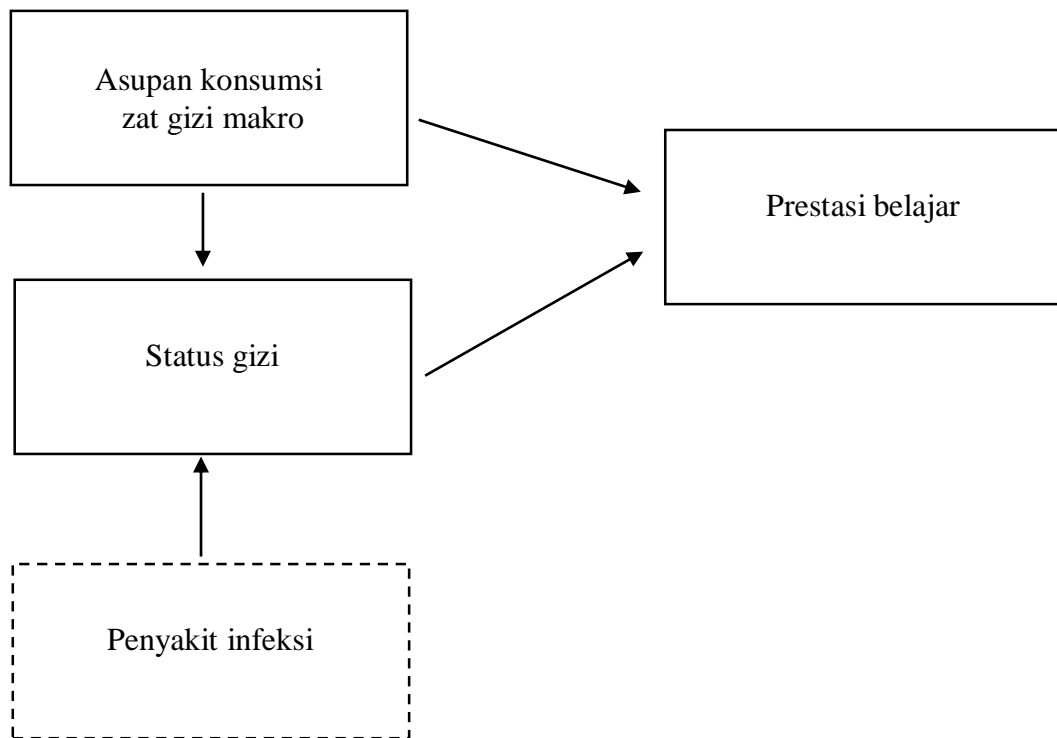 Asupan konsumsi
zat gizi makro
Prestasi belajar
Status gizi
Penyakit infeksi